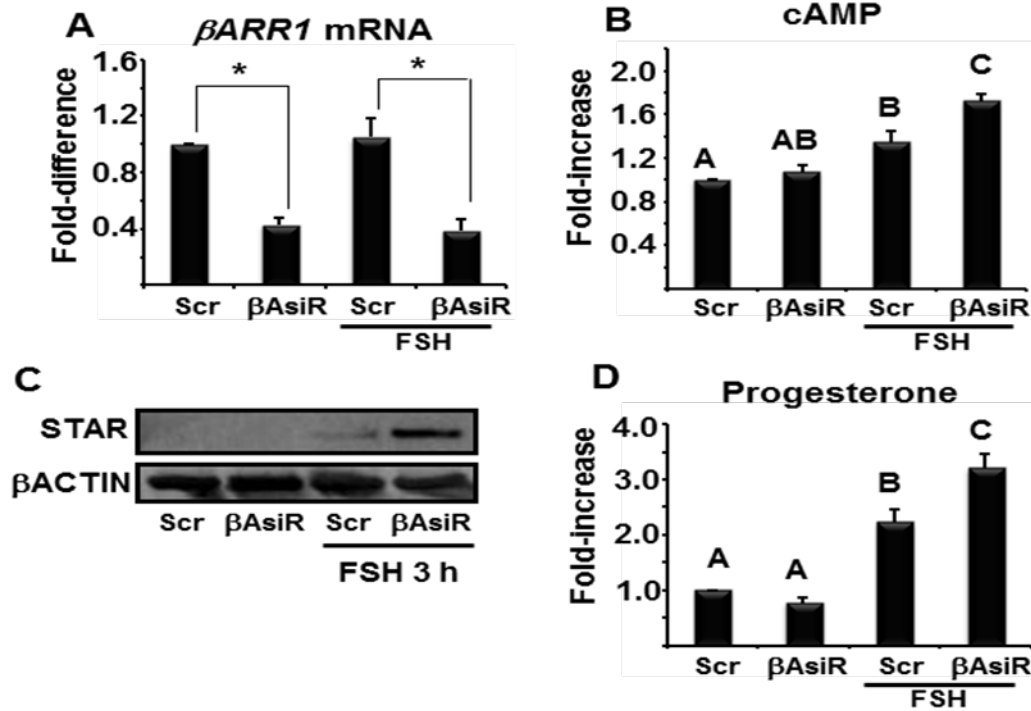 A
βARR1 mRNA
Fold-difference
1.6
1.2
0.8
0.4
*
*
Scr βAsiR Scr βAsiR
FSH
B
cAMP
Fold-increase
2.0
1.6
1.2
0.8
0.4
A AB B C
Scr βAsiR Scr βAsiR
FSH
C
STAR
βACTIN
Scr βAsiR Scr βAsiR
FSH 3 h
D
Progesterone
Fold-increase
4.0
3.0
2.0
1.0
A A B C
Scr βAsiR Scr βAsiR
FSH